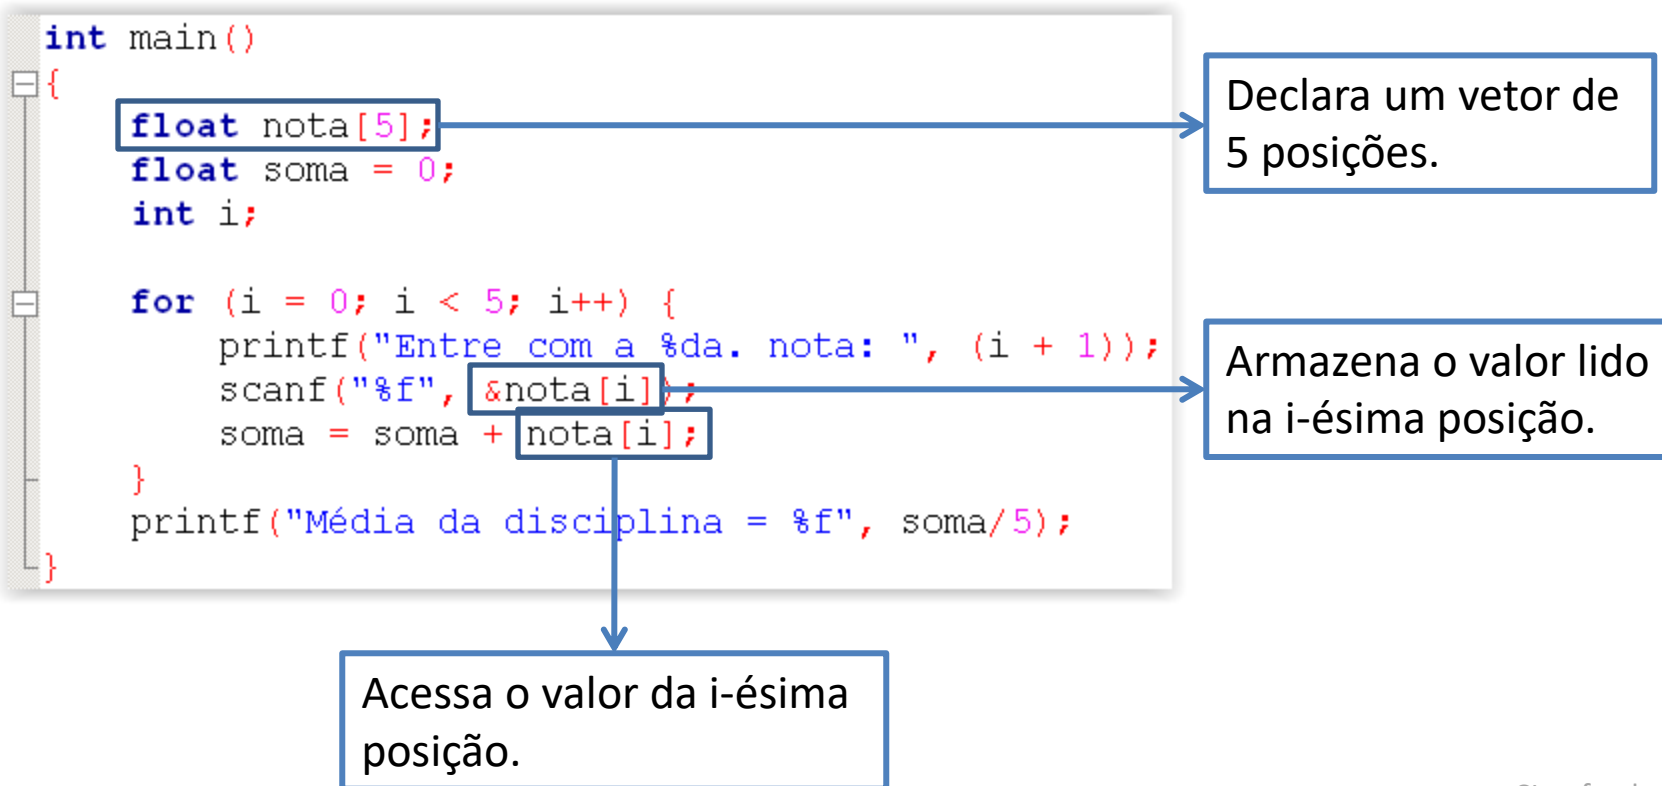 int main()
{
float nota[5];
float soma = 0;
int i;
for (i = 0; i < 5; i++) {
printf("Entre com a %da. nota: ", (i + 1));
scanf("%f", &nota[i]);
soma = soma + nota[i];
}
printf("Média da disciplina = %f", soma/5);
}
Declara um vetor de
5 posições.
Armazena o valor lido
na i-ésima posição.
Acessa o valor da i-ésima
posição.